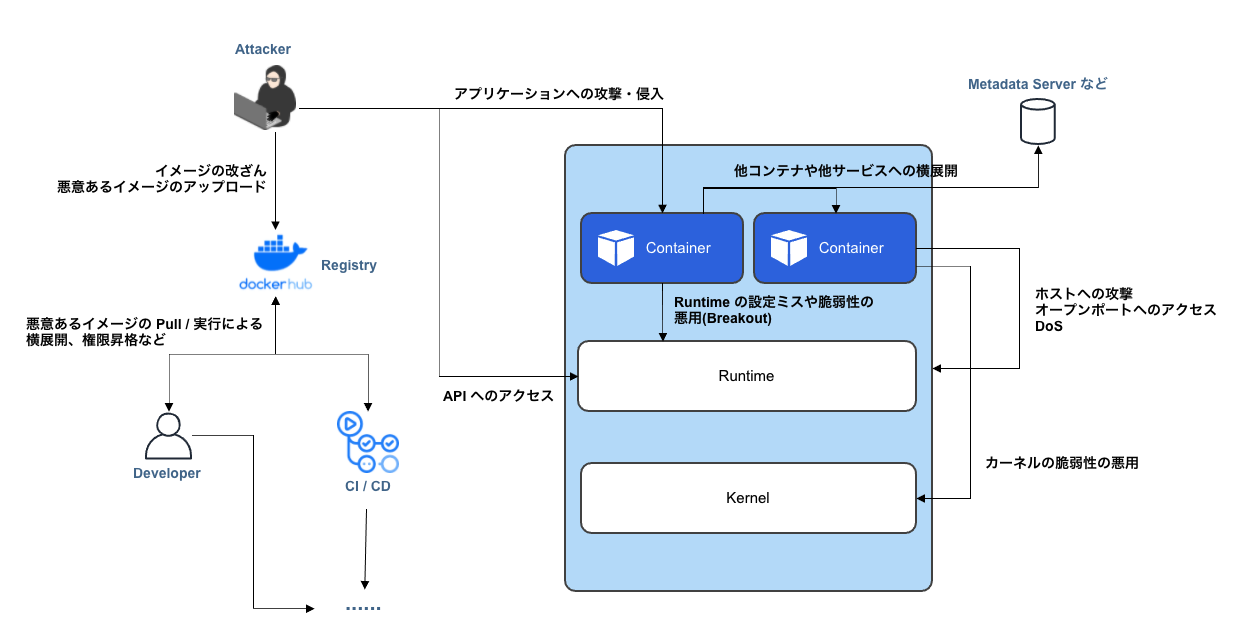 Attacker
アプリケーションへの攻撃・侵入
Metadata Server など
イメージの改ざん
悪意あるイメージのアップロード
他コンテナや他サービスへの横展開
Container
Container
dockerhub
Registry
Runtime の設定ミスや脆弱性の
悪用(Breakout)
ホストへの攻撃
オープンポートへのアクセス
DoS
悪意あるイメージの Pull / 実行による
横展開、権限昇格など
Runtime
API へのアクセス
カーネルの脆弱性の悪用
Developer
CI / CD
Kernel
......